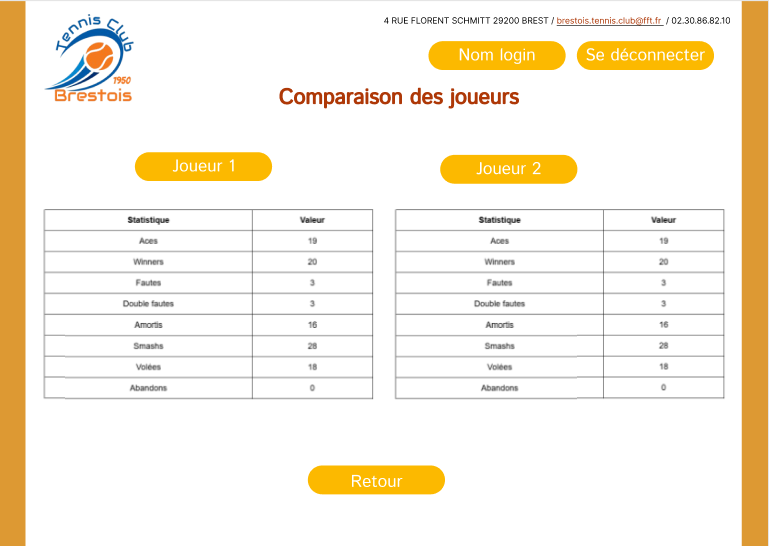 4 RUE FLORENT SCHMITT 29200 BREST / brestois.tennis.club@fft.fr / 02.30.86.82.10
Tennis Club
1950
Brestois
Nom login
Se déconnecter
Comparaison des joueurs
Joueur 1
Joueur 2
Statistique Valeur
Aces 19
Winners 20
Fautes 3
Double fautes 3
Amortis 16
Smashs 28
Volées 18
Abandons 0
Statistique Valeur
Aces 19
Winners 20
Fautes 3
Double fautes 3
Amortis 16
Smashs 28
Volées 18
Abandons 0
Retour